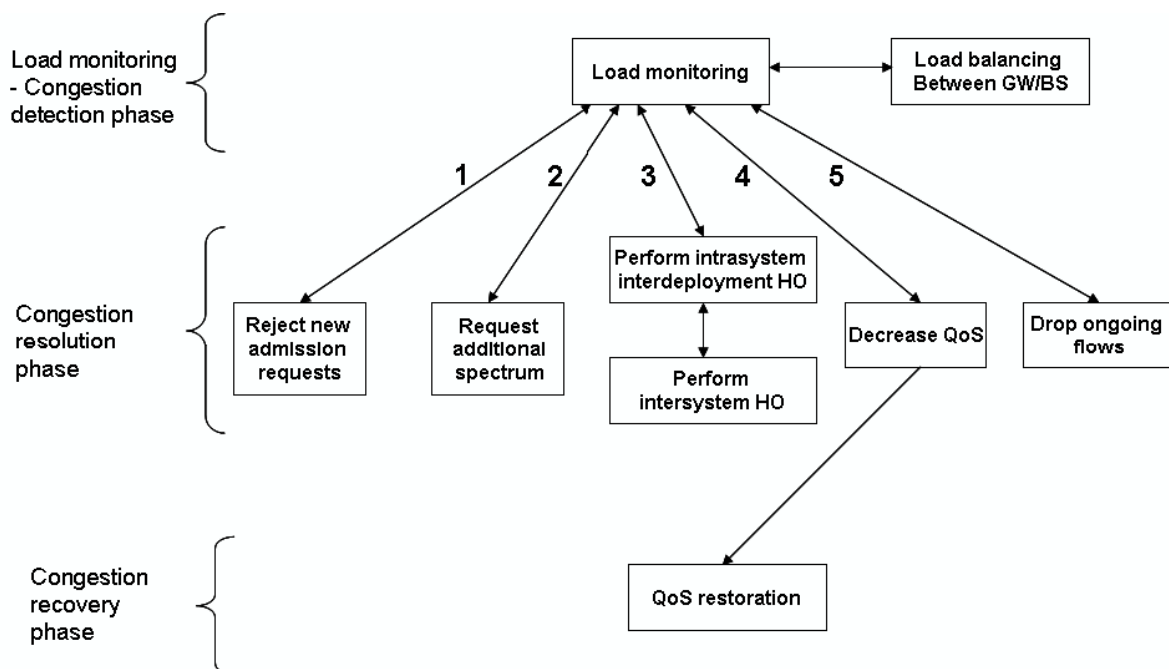 Load monitoring
- Congestion
detection phase
Load monitoring
Load balancing
Between GW/BS
1
2
3
4
5
Congestion
resolution
phase
Reject new
admission
requests
Request
additional
spectrum
Perform intrasystem
interdeployment HO
Perform
intersystem HO
Decrease QoS
Drop ongoing
flows
Congestion
recovery
phase
QoS restoration